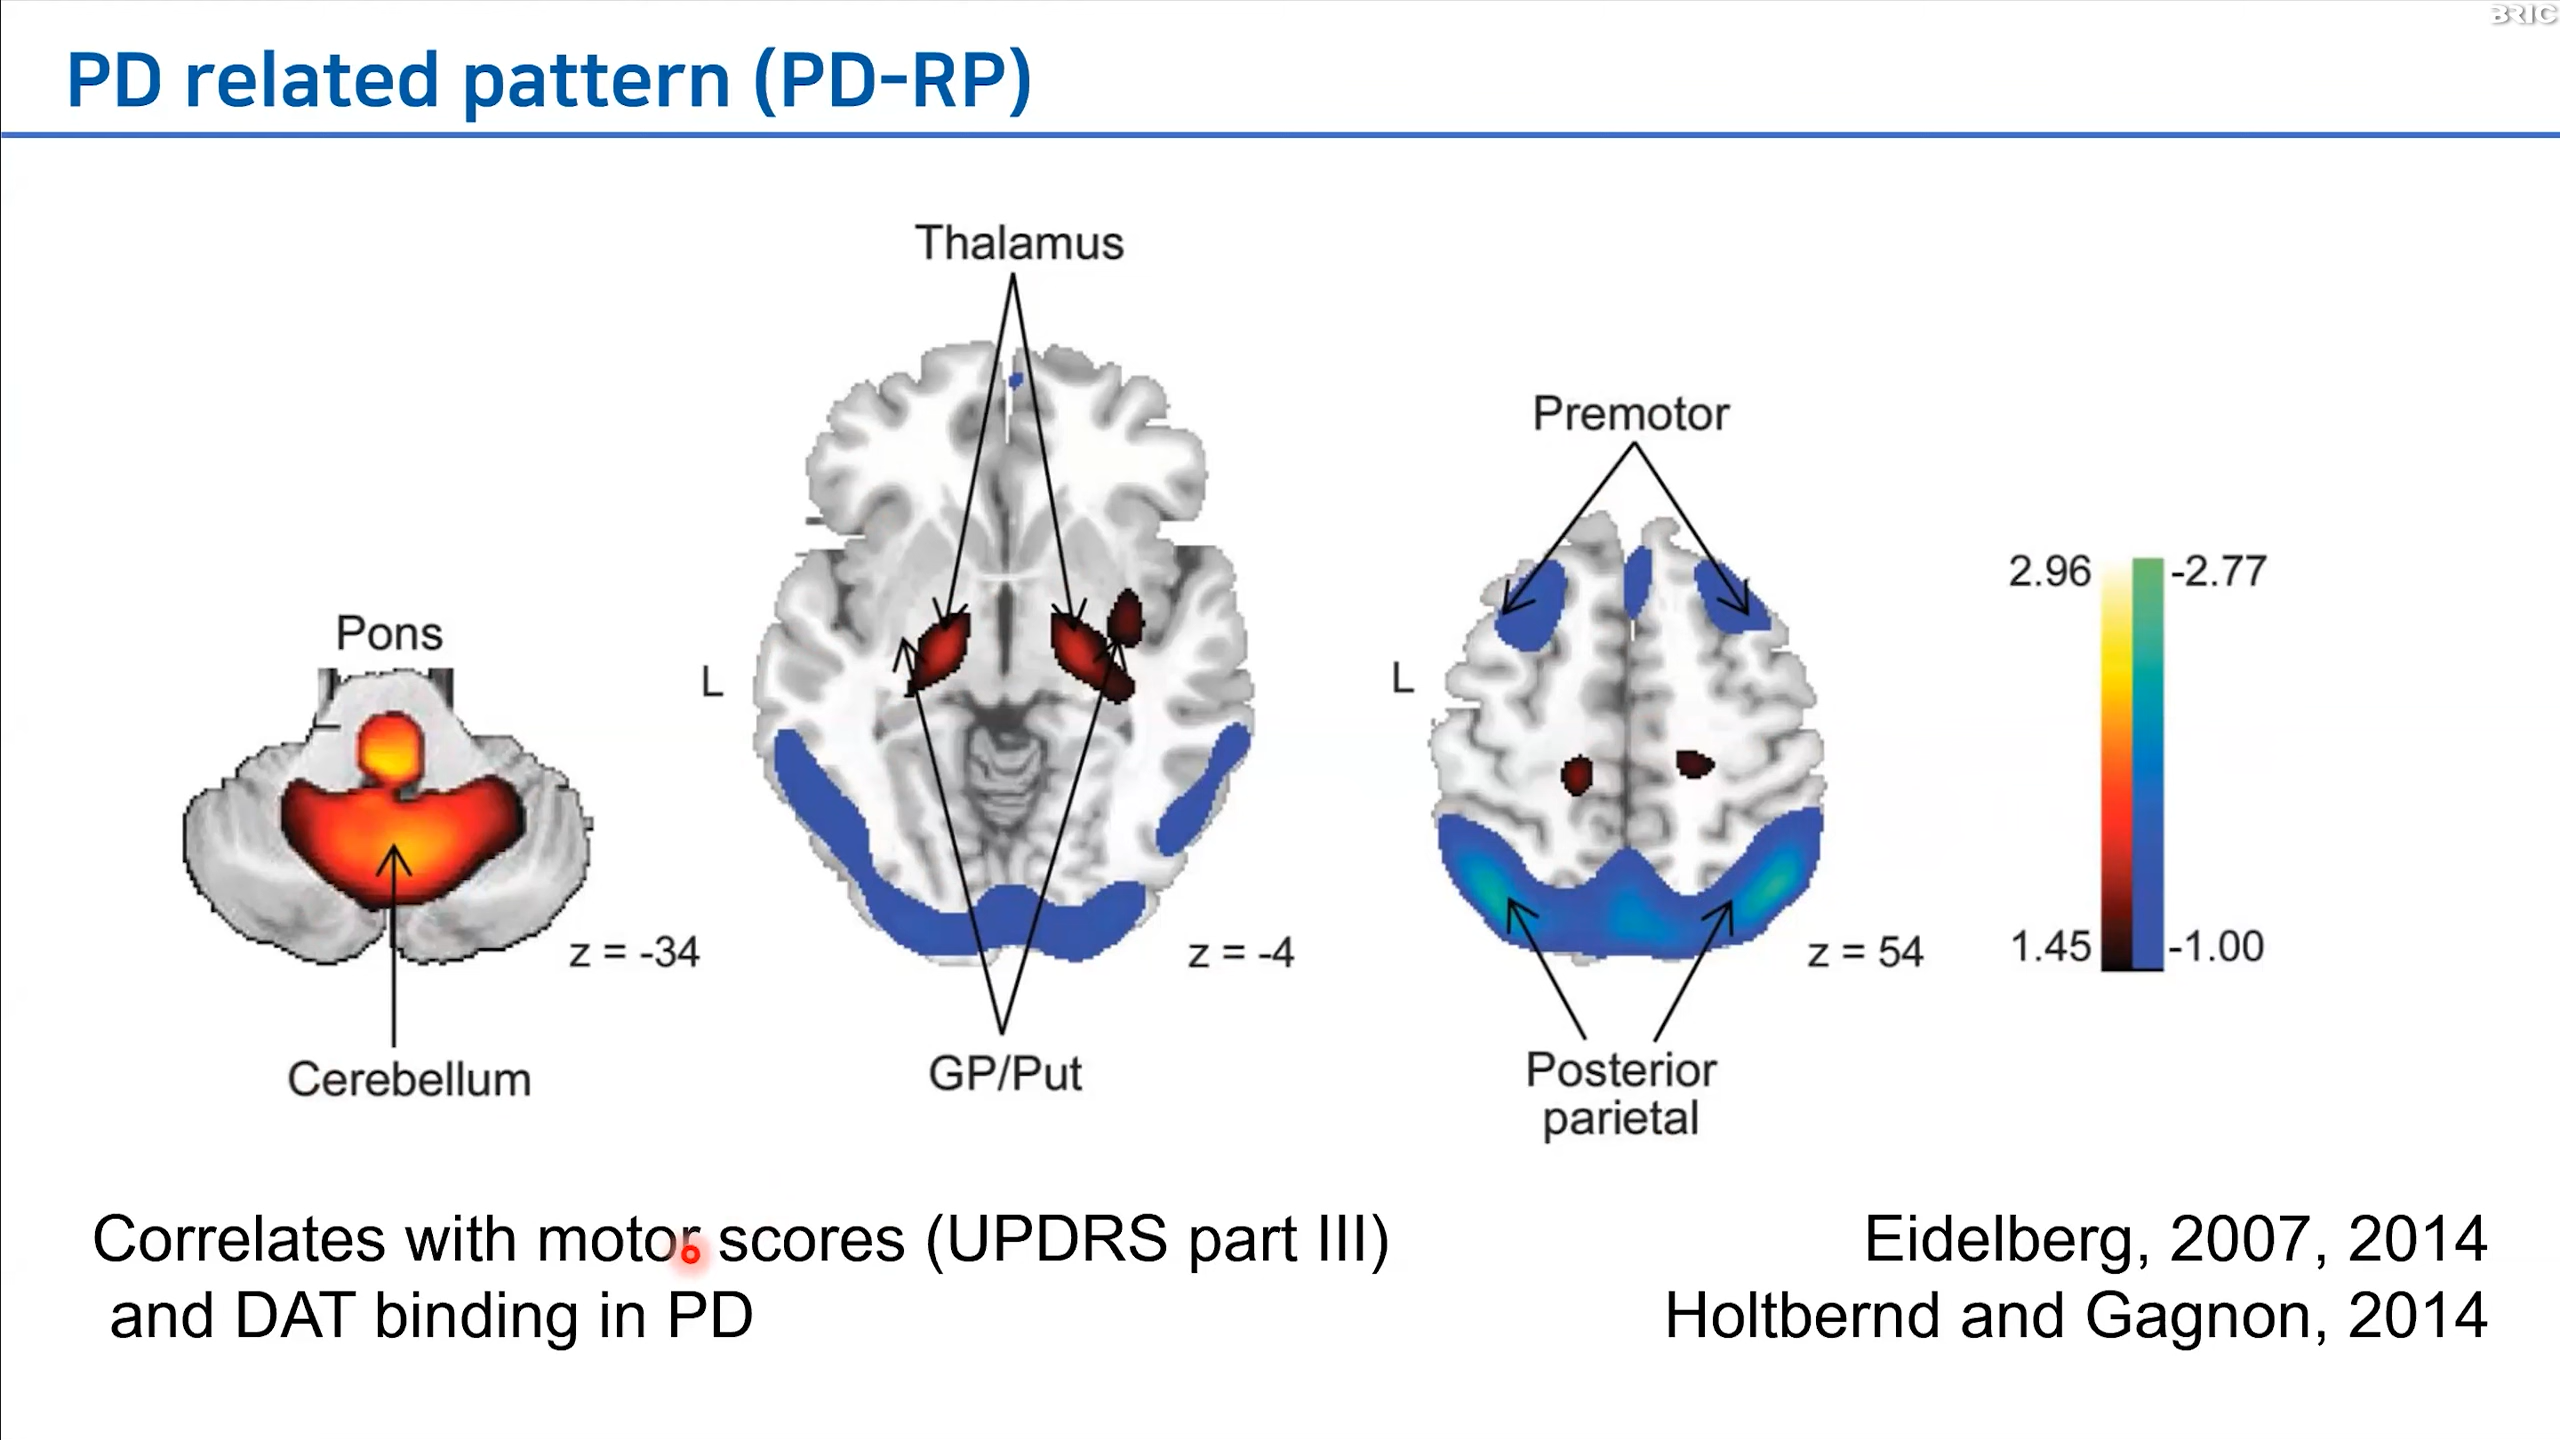 BRIC
PD related pattern (PD-RP)
Thalamus
Premotor
2.96
-2.77
Pons
L
L
z = -34
z = -4
z = 54
1.45
-1.00
Cerebellum
GP/Put
Posterior
parietal
Correlates with motor scores (UPDRS part III)
and DAT binding in PD
Eidelberg, 2007, 2014
Holtbernd and Gagnon, 2014